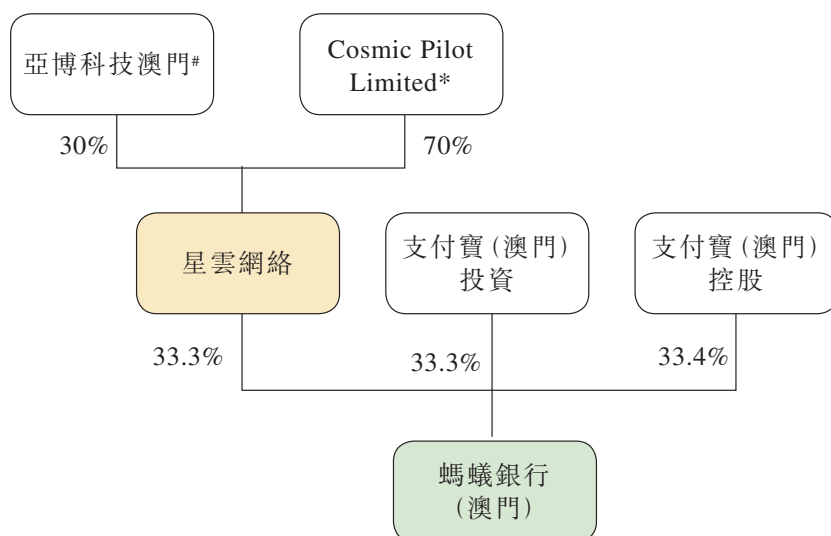 亞博科技澳門#
Cosmic Pilot
Limited*
30%
70%
星雲網絡
支付寶(澳門)
投資
支付寶(澳門)
控股
33.3%
33.3%
33.4%
螞蟻銀行
(澳門)